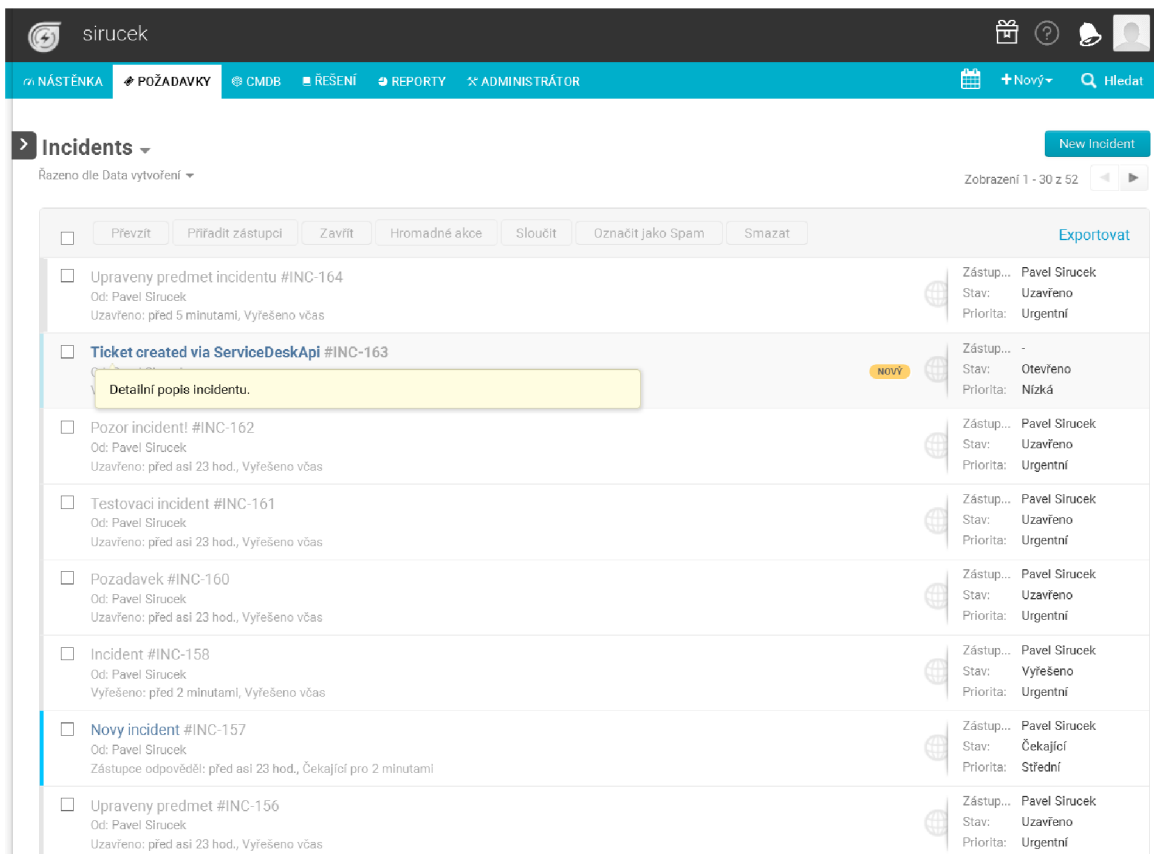 sirucek
NÁSTĚNKA POŽADAVKY CMDB ŘEŠENÍ REPORTY ADMINISTRÁTOR +Nový Hledat
Incidents
New Incident
Řazeno dle Data vytvoření
Zobrazení 1 - 30 z 52
Převzít Přiřadit zástupci Zavřít Hromadné akce Sloučit Označit jako Spam Smazat Exportovat
Upraveny predmet incidentu #INC-164
Od: Pavel Sirucek
Uzavřeno: před 5 minutami, Vyřešeno včas
Zástup... Pavel Sirucek
Stav: Uzavřeno
Priorita: Urgentní
Ticket created via ServiceDeskApi #INC-163
Detailní popis incidentu.
NOVÝ
Zástup... -
Stav: Otevřeno
Priorita: Nízká
Pozor incident! #INC-162
Od: Pavel Sirucek
Uzavřeno: před asi 23 hod., Vyřešeno včas
Zástup... Pavel Sirucek
Stav: Uzavřeno
Priorita: Urgentní
Testovaci incident #INC-161
Od: Pavel Sirucek
Uzavřeno: před asi 23 hod., Vyřešeno včas
Zástup... Pavel Sirucek
Stav: Uzavřeno
Priorita: Urgentní
Pozadavek #INC-160
Od: Pavel Sirucek
Uzavřeno: před asi 23 hod., Vyřešeno včas
Zástup... Pavel Sirucek
Stav: Uzavřeno
Priorita: Urgentní
Incident #INC-158
Od: Pavel Sirucek
Vyřešeno: před 2 minutami, Vyřešeno včas
Zástup... Pavel Sirucek
Stav: Vyřešeno
Priorita: Urgentní
Novy incident #INC-157
Od: Pavel Sirucek
Zástupce odpověděl: před asi 23 hod., Čekající pro 2 minutami
Zástup... Pavel Sirucek
Stav: Čekající
Priorita: Střední
Upraveny predmet #INC-156
Od: Pavel Sirucek
Uzavřeno: před asi 23 hod., Vyřešeno včas
Zástup... Pavel Sirucek
Stav: Uzavřeno
Priorita: Urgentní